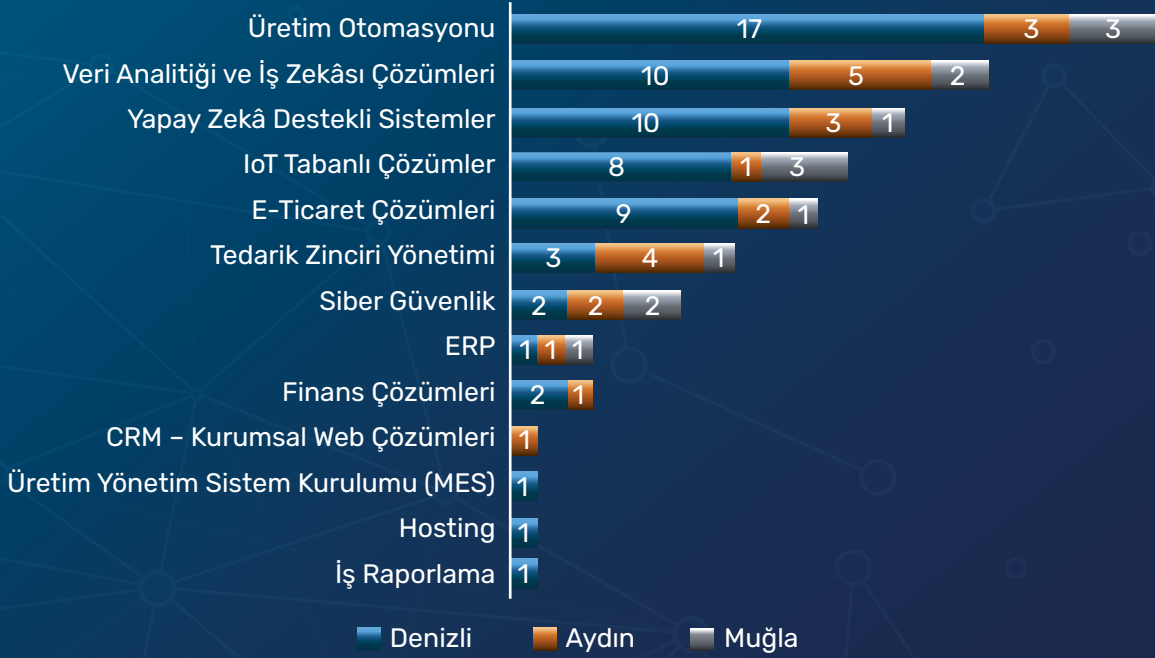 Üretim Otomasyonu 17 3 3
Veri Analitiği ve İş Zekâsı Çözümleri 10 5 2
Yapay Zekâ Destekli Sistemler 10 3 1
IoT Tabanlı Çözümler 8 1 3
E-Ticaret Çözümleri 9 2 1
Tedarik Zinciri Yönetimi 3 4 1
Siber Güvenlik 2 2 2
ERP 1 1 1
Finans Çözümleri 2 1
CRM – Kurumsal Web Çözümleri 1
Üretim Yönetim Sistem Kurulumu (MES) 1
Hosting 1
İş Raporlama 1
Denizli Aydın Muğla